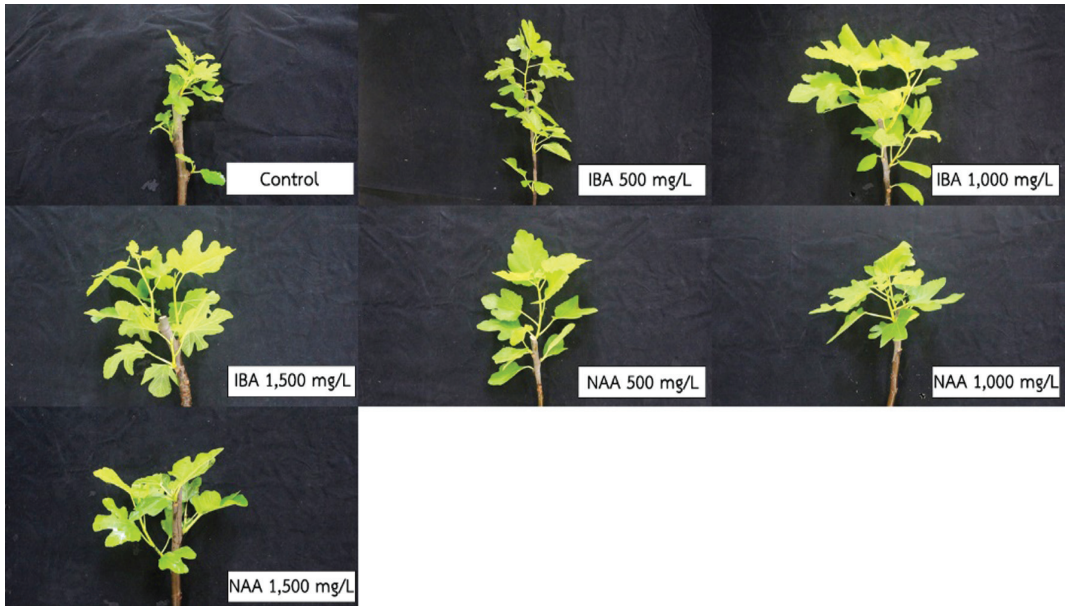 Control
IBA 500 mg/L
IBA 1,000 mg/L
IBA 1,500 mg/L
NAA 500 mg/L
NAA 1,000 mg/L
NAA 1,500 mg/L